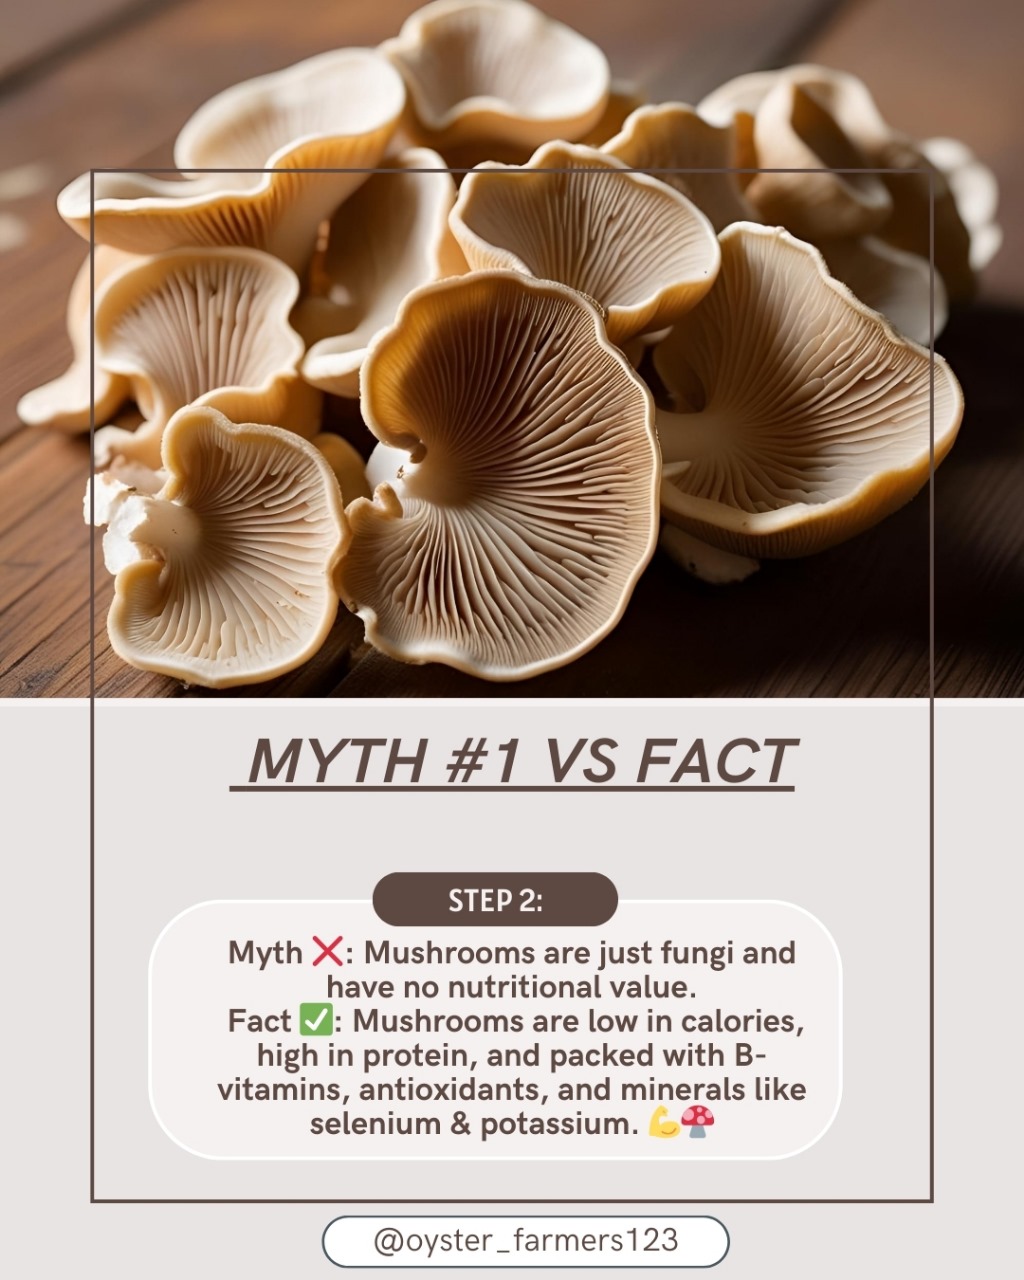 MYTH #1 VS FACT
STEP 2:
Myth ❌: Mushrooms are just fungi and
have no nutritional value.
Fact ✅: Mushrooms are low in calories,
high in protein, and packed with B-
vitamins, antioxidants, and minerals like
selenium & potassium. 💪🍄
@oyster_farmers123